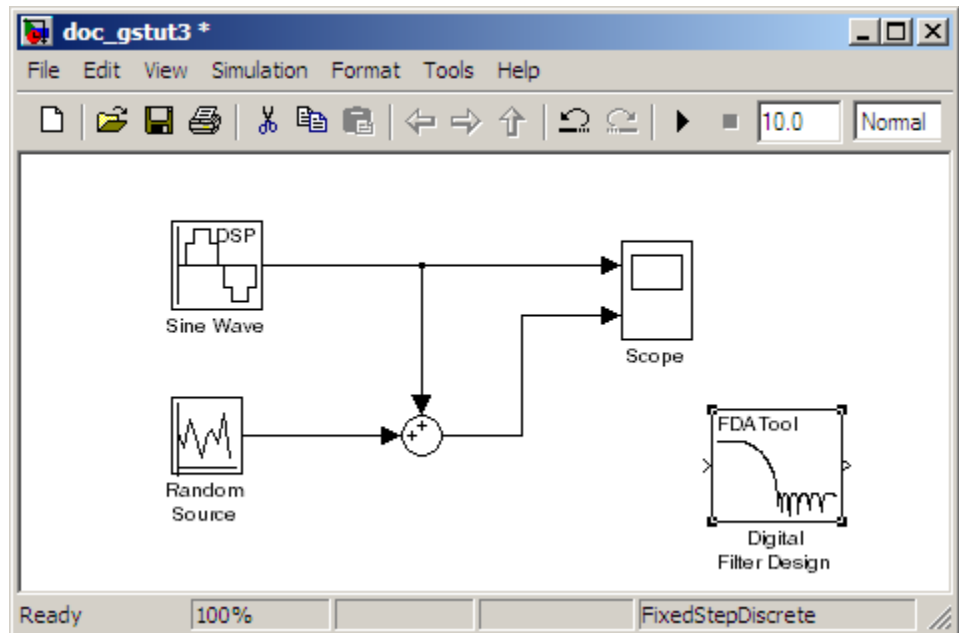 doc_gstut3 *
File Edit View Simulation Format Tools Help
10.0 Normal
DSP
Sine Wave
Scope
Random
Source
FDATool
Digital
Filter Design
Ready 100% FixedStepDiscrete